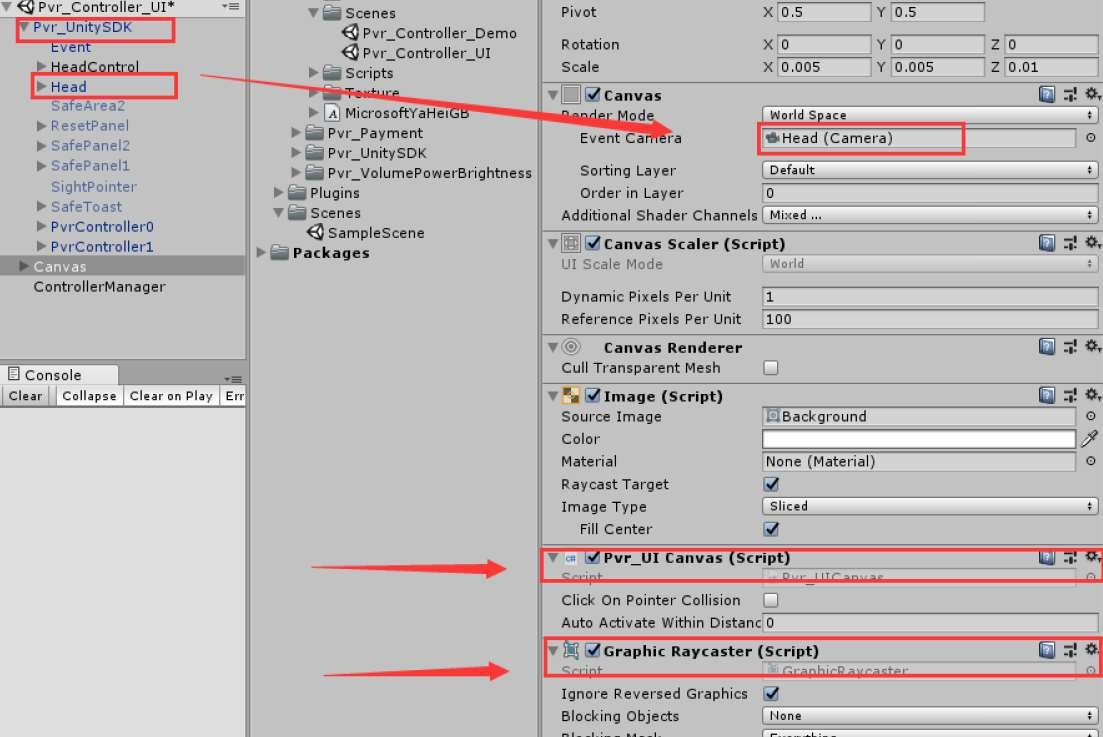 Pvr_Controller_UI*
Pvr_UnitySDK
Event
HeadControl
Head
SafeArea2
ResetPanel
SafePanel2
SafePanel1
SightPointer
SafeToast
PvrController0
PvrController1
Canvas
ControllerManager
Console
Clear
Collapse
Clear on Play
Err
Scenes
Pvr_Controller_Demo
Pvr_Controller_UI
Scripts
Texture
MicrosoftYaHeiGB
Pvr_Payment
Pvr_UnitySDK
Pvr_VolumePowerBrightness
Plugins
Scenes
SampleScene
Packages
Pivot X 0.5 Y 0.5
Rotation X 0 Y 0 Z 0
Scale X 0.005 Y 0.005 Z 0.01
Canvas
Render Mode World Space
Event Camera Head (Camera)
Sorting Layer Default
Order in Layer 0
Additional Shader Channels Mixed ...
Canvas Scaler (Script)
UI Scale Mode World
Dynamic Pixels Per Unit 1
Reference Pixels Per Unit 100
Canvas Renderer
Cull Transparent Mesh
Image (Script)
Source Image Background
Color
Material None (Material)
Raycast Target
Image Type Sliced
Fill Center
C# Pvr_UI Canvas (Script)
Script Pvr_UICanvas
Click On Pointer Collision
Auto Activate Within Distanc 0
Graphic Raycaster (Script)
Script GraphicRaycaster
Ignore Reversed Graphics
Blocking Objects None
Blocking Mask Everything